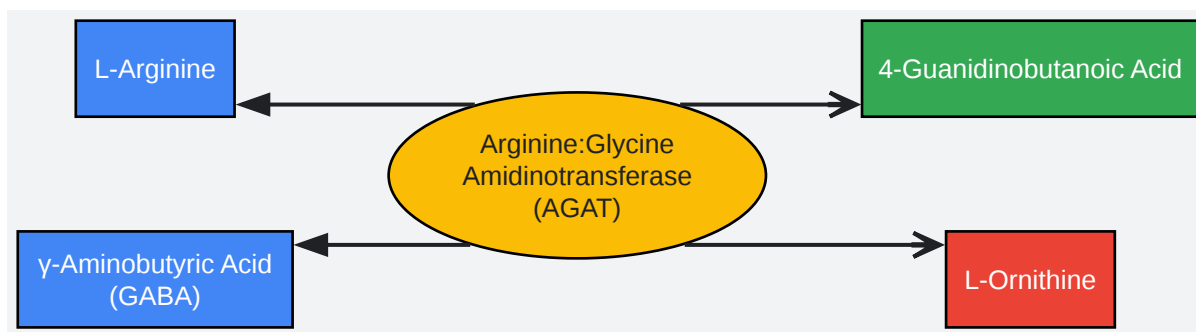 L-Arginine
4-Guanidinobutanoic Acid
Arginine:Glycine
Amidinotransferase
(AGAT)
γ-Aminobutyric Acid
(GABA)
L-Ornithine